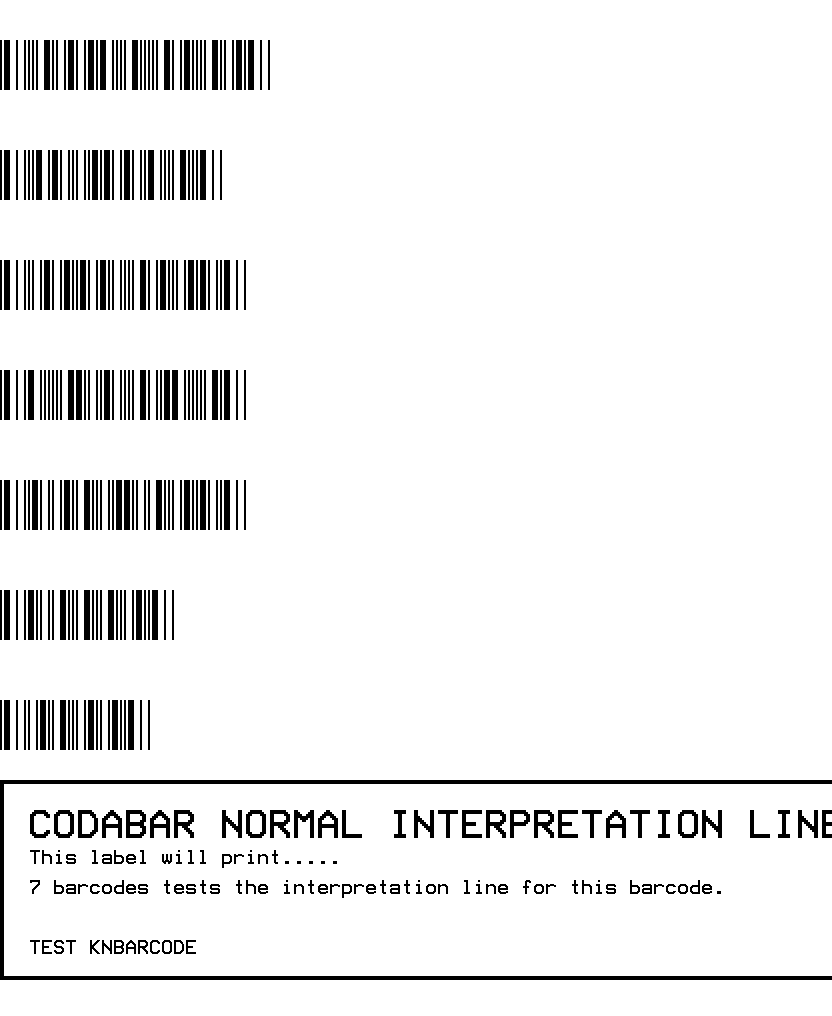 CODABAR NORMAL INTERPRETATION LINE
This label will print.....
7 barcodes tests the interpretation line for this barcode.
TEST KNBARCODE